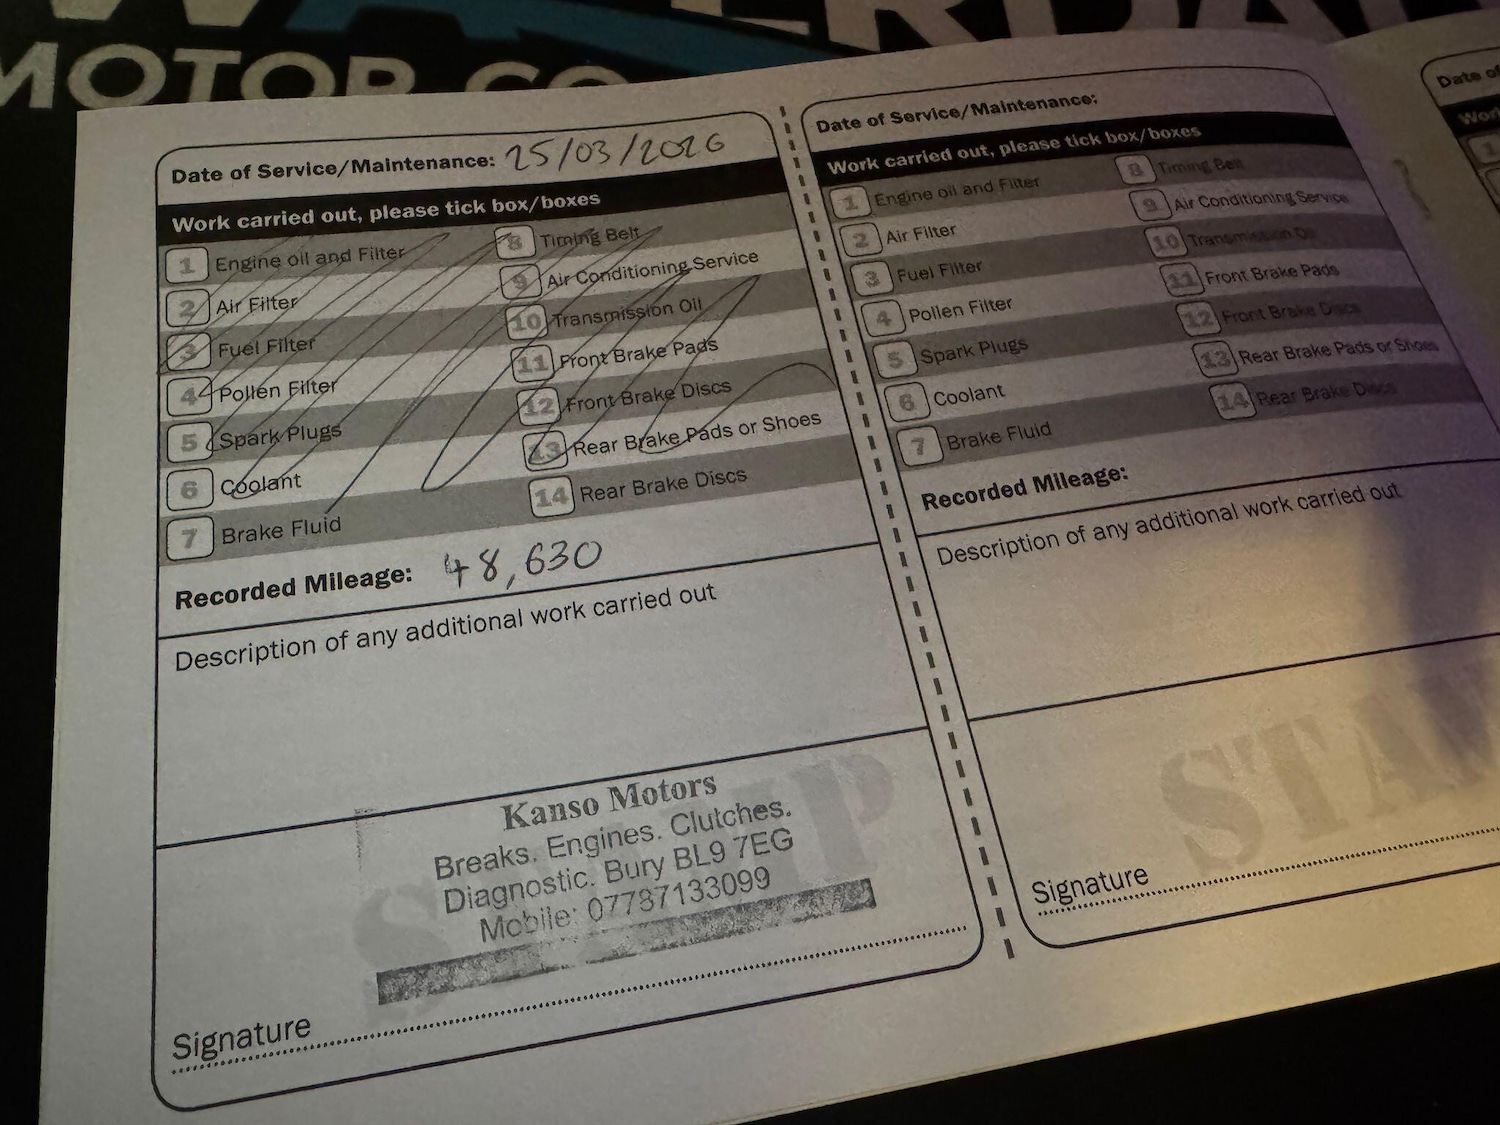 MOTOR CO
Date of Service/Maintenance: 25/03/2026
Work carried out, please tick box/boxes
1 Engine oil and Filter
2 Air Filter
3 Fuel Filter
4 Pollen Filter
5 Spark Plugs
6 Coolant
7 Brake Fluid
8 Timing Belt
9 Air Conditioning Service
10 Transmission Oil
11 Front Brake Pads
12 Front Brake Discs
13 Rear Brake Pads or Shoes
14 Rear Brake Discs
Recorded Mileage: 48,630
Description of any additional work carried out
STAMP
Kanso Motors
Breaks. Engines. Clutches.
Diagnostic. Bury BL9 7EG
Mobile: 07787133099
Signature
Date of Service/Maintenance:
Work carried out, please tick box/boxes
1 Engine oil and Filter
2 Air Filter
3 Fuel Filter
4 Pollen Filter
5 Spark Plugs
6 Coolant
7 Brake Fluid
8 Timing Belt
9 Air Conditioning Service
10 Transmission Oil
11 Front Brake Pads
12 Front Brake Discs
13 Rear Brake Pads or Shoes
14 Rear Brake Discs
Recorded Mileage:
Description of any additional work carried out
STAM
Signature
Date of
Work
1